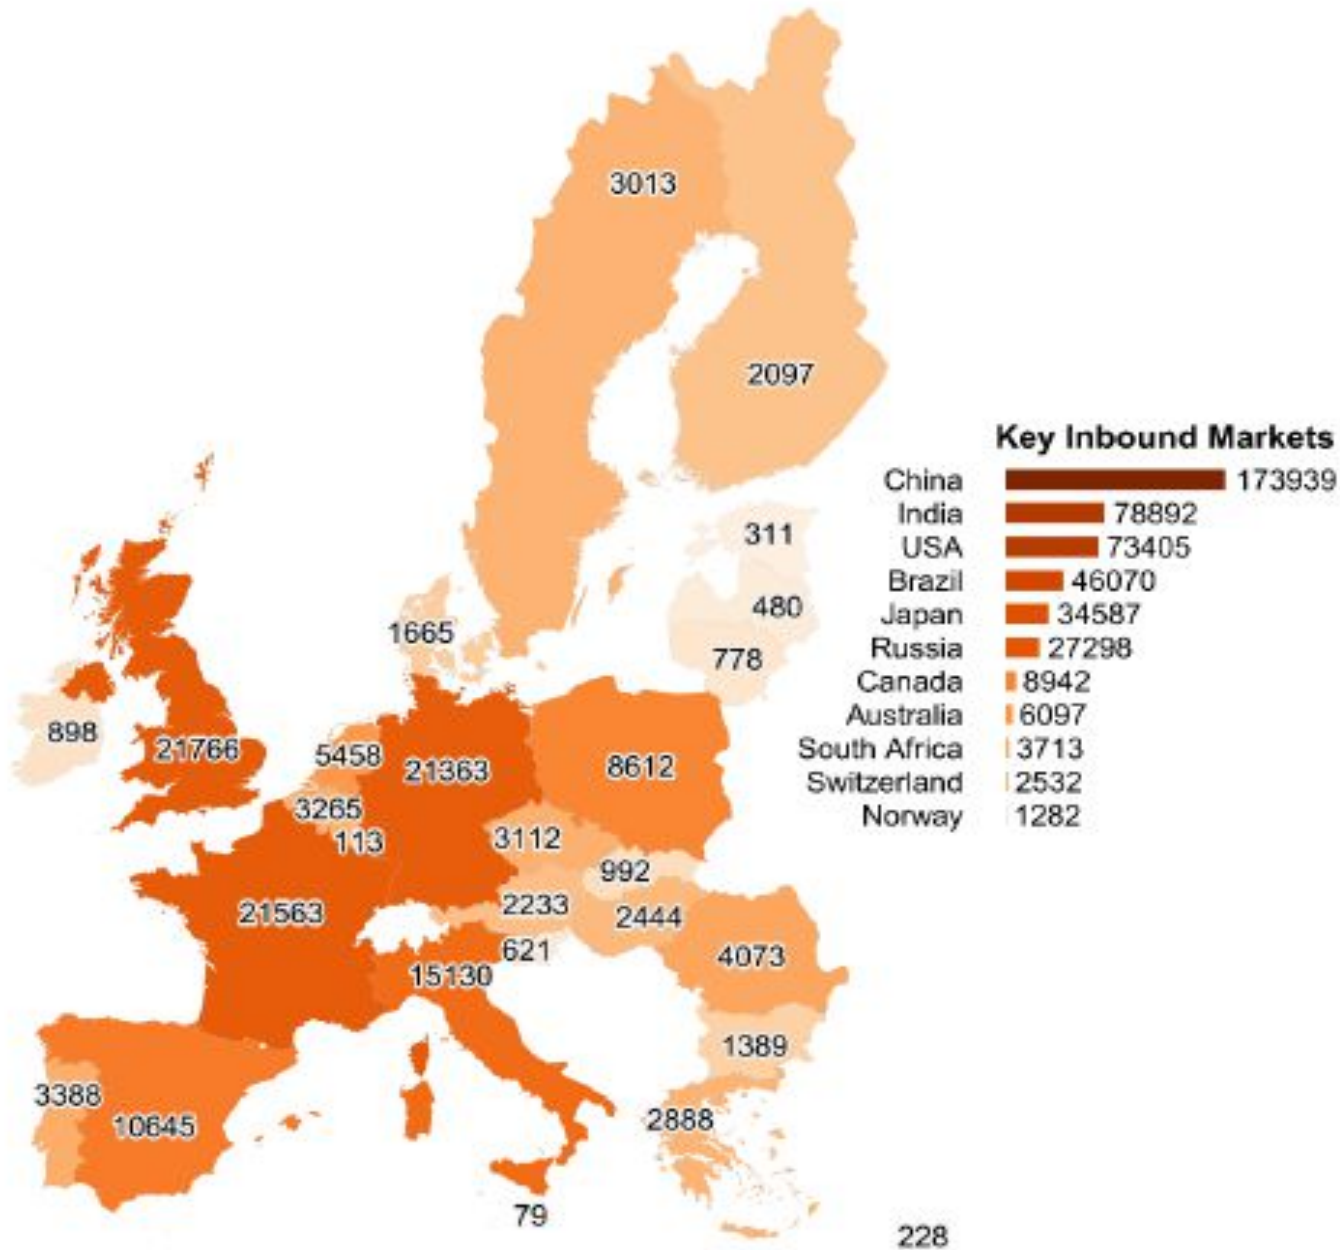 3013
2097
Key Inbound Markets
China 173939
India 78892
USA 73405
Brazil 46070
Japan 34587
Russia 27298
Canada 8942
Australia 6097
South Africa 3713
Switzerland 2532
Norway 1282
311
480
1665
778
898
21766
5458
21363
8612
3265
113
3112
992
21563
2233
2444
621
15130
4073
1389
3388
10645
2888
79
228